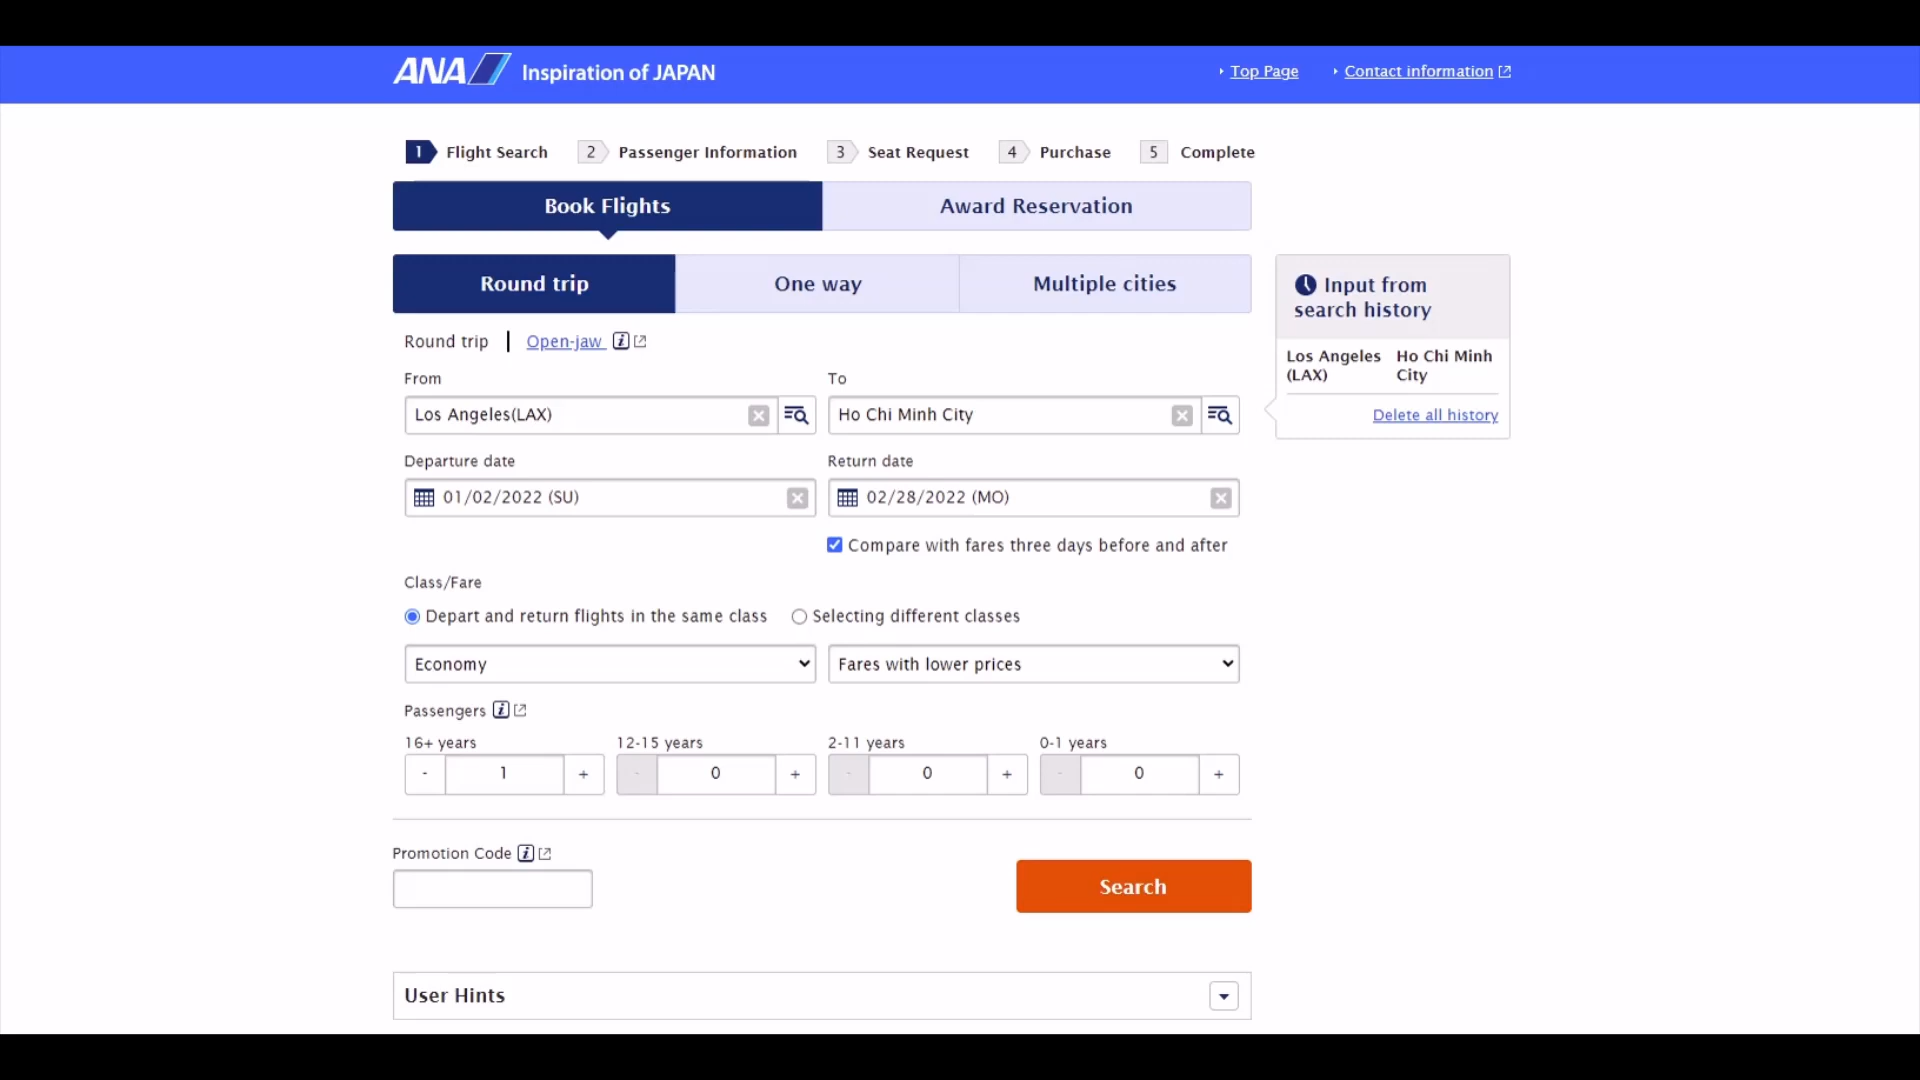 ANA Inspiration of JAPAN
Top Page
Contact information
1 Flight Search 2 Passenger Information 3 Seat Request 4 Purchase 5 Complete
Book Flights Award Reservation
Round trip One way Multiple cities
Round trip Open-jaw
From To
Los Angeles(LAX) Ho Chi Minh City
Departure date Return date
01/02/2022 (SU) 02/28/2022 (MO)
Compare with fares three days before and after
Class/Fare
Depart and return flights in the same class Selecting different classes
Economy Fares with lower prices
Passengers
16+ years 12-15 years 2-11 years 0-1 years
- 1 + - 0 + - 0 + - 0 +
Promotion Code
Search
User Hints
Input from
search history
Los Angeles Ho Chi Minh
(LAX) City
Delete all history